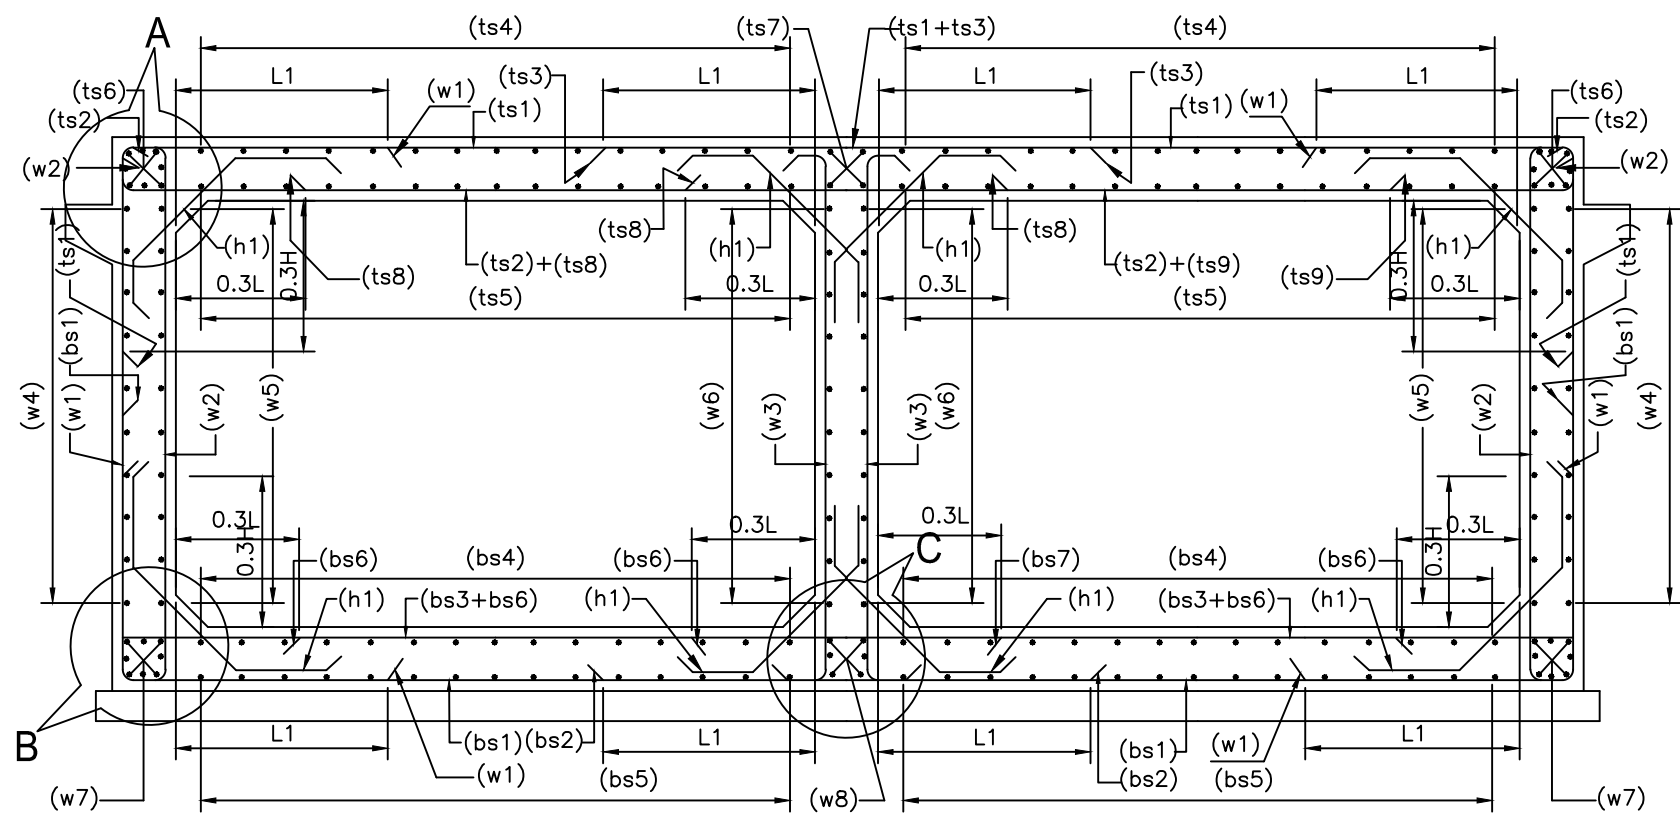 A
(ts4)
(ts7)
(ts1+ts3)
(ts4)
(ts6)
(ts2)
L1
(w1)
(ts3)
(ts1)
L1
L1
(ts3)
(ts1)
(w1)
L1
(ts6)
(ts2)
(w2)
(w2)
(ts1)
(h1)
(ts8)
0.3L
0.3H
(ts2)+(ts8)
(ts5)
(ts8)
(h1)
0.3L
(h1)
(ts8)
0.3L
(ts2)+(ts9)
(ts5)
(ts9)
0.3H
(h1)
0.3L
(ts1)
(bs1)
(bs1)
(w4)
(w1)
(w2)
(w5)
(w6)
(w3)
(w3)
(w6)
(w5)
(w2)
(w1)
(w4)
0.3L
0.3H
(bs6)
(bs4)
(bs6)
0.3L
C
0.3L
(bs7)
(bs4)
(bs6)
0.3H
0.3L
(h1)
(bs3+bs6)
(h1)
(h1)
(bs3+bs6)
(h1)
B
L1
(bs1)
(bs2)
L1
L1
(bs1)
(w1)
L1
(w1)
(bs5)
(bs2)
(bs5)
(w7)
(w8)
(w7)